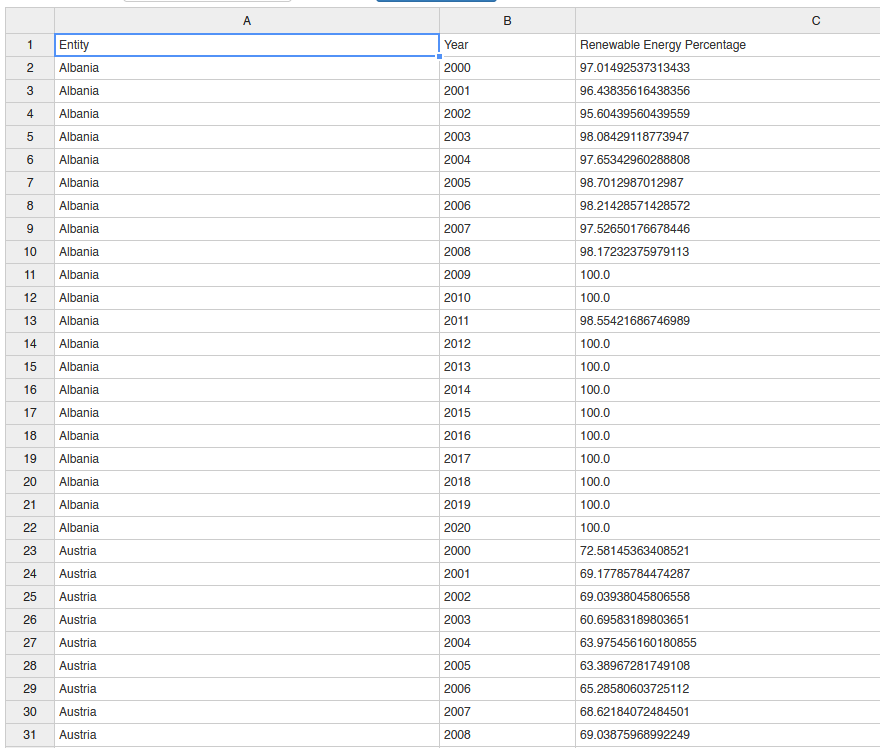 A B C
1 Entity Year Renewable Energy Percentage
2 Albania 2000 97.01492537313433
3 Albania 2001 96.43835616438356
4 Albania 2002 95.60439560439559
5 Albania 2003 98.08429118773947
6 Albania 2004 97.65342960288808
7 Albania 2005 98.7012987012987
8 Albania 2006 98.21428571428572
9 Albania 2007 97.52650176678446
10 Albania 2008 98.17232375979113
11 Albania 2009 100.0
12 Albania 2010 100.0
13 Albania 2011 98.55421686746989
14 Albania 2012 100.0
15 Albania 2013 100.0
16 Albania 2014 100.0
17 Albania 2015 100.0
18 Albania 2016 100.0
19 Albania 2017 100.0
20 Albania 2018 100.0
21 Albania 2019 100.0
22 Albania 2020 100.0
23 Austria 2000 72.58145363408521
24 Austria 2001 69.17785784474287
25 Austria 2002 69.03938045806558
26 Austria 2003 60.69583189803651
27 Austria 2004 63.975456160180855
28 Austria 2005 63.38967281749108
29 Austria 2006 65.28580603725112
30 Austria 2007 68.62184072484501
31 Austria 2008 69.03875968992249